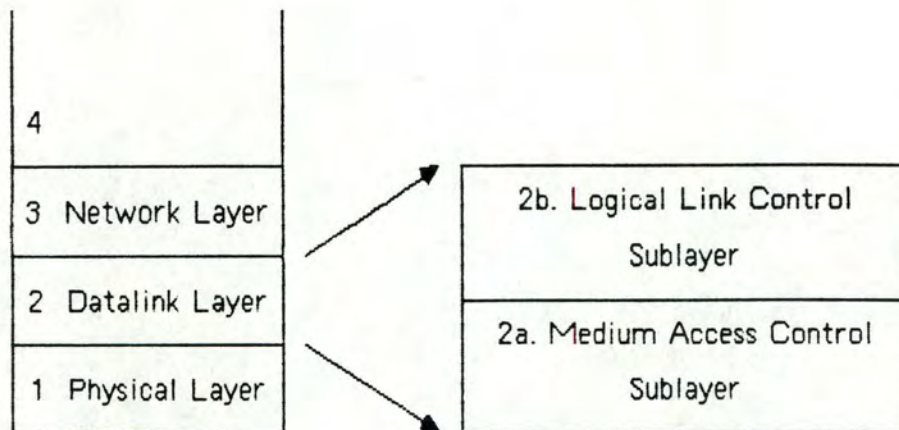 4
3 Network Layer
2 Datalink Layer
1 Physical Layer
2b. Logical Link Control
Sublayer
2a. Medium Access Control
Sublayer